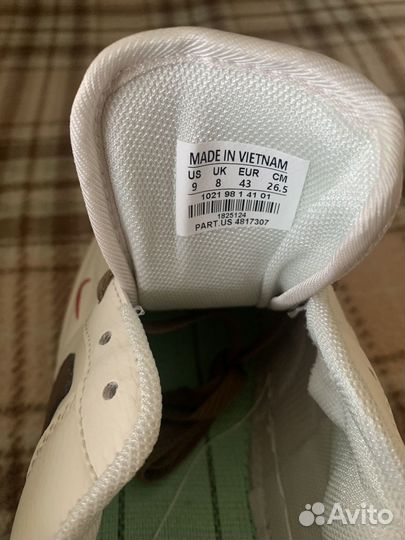 MADE IN VIETNAM
US UK EUR CM
9 8 43 26.5
1021 98 1 41 01
1825124
PART.US 4817307
Avito